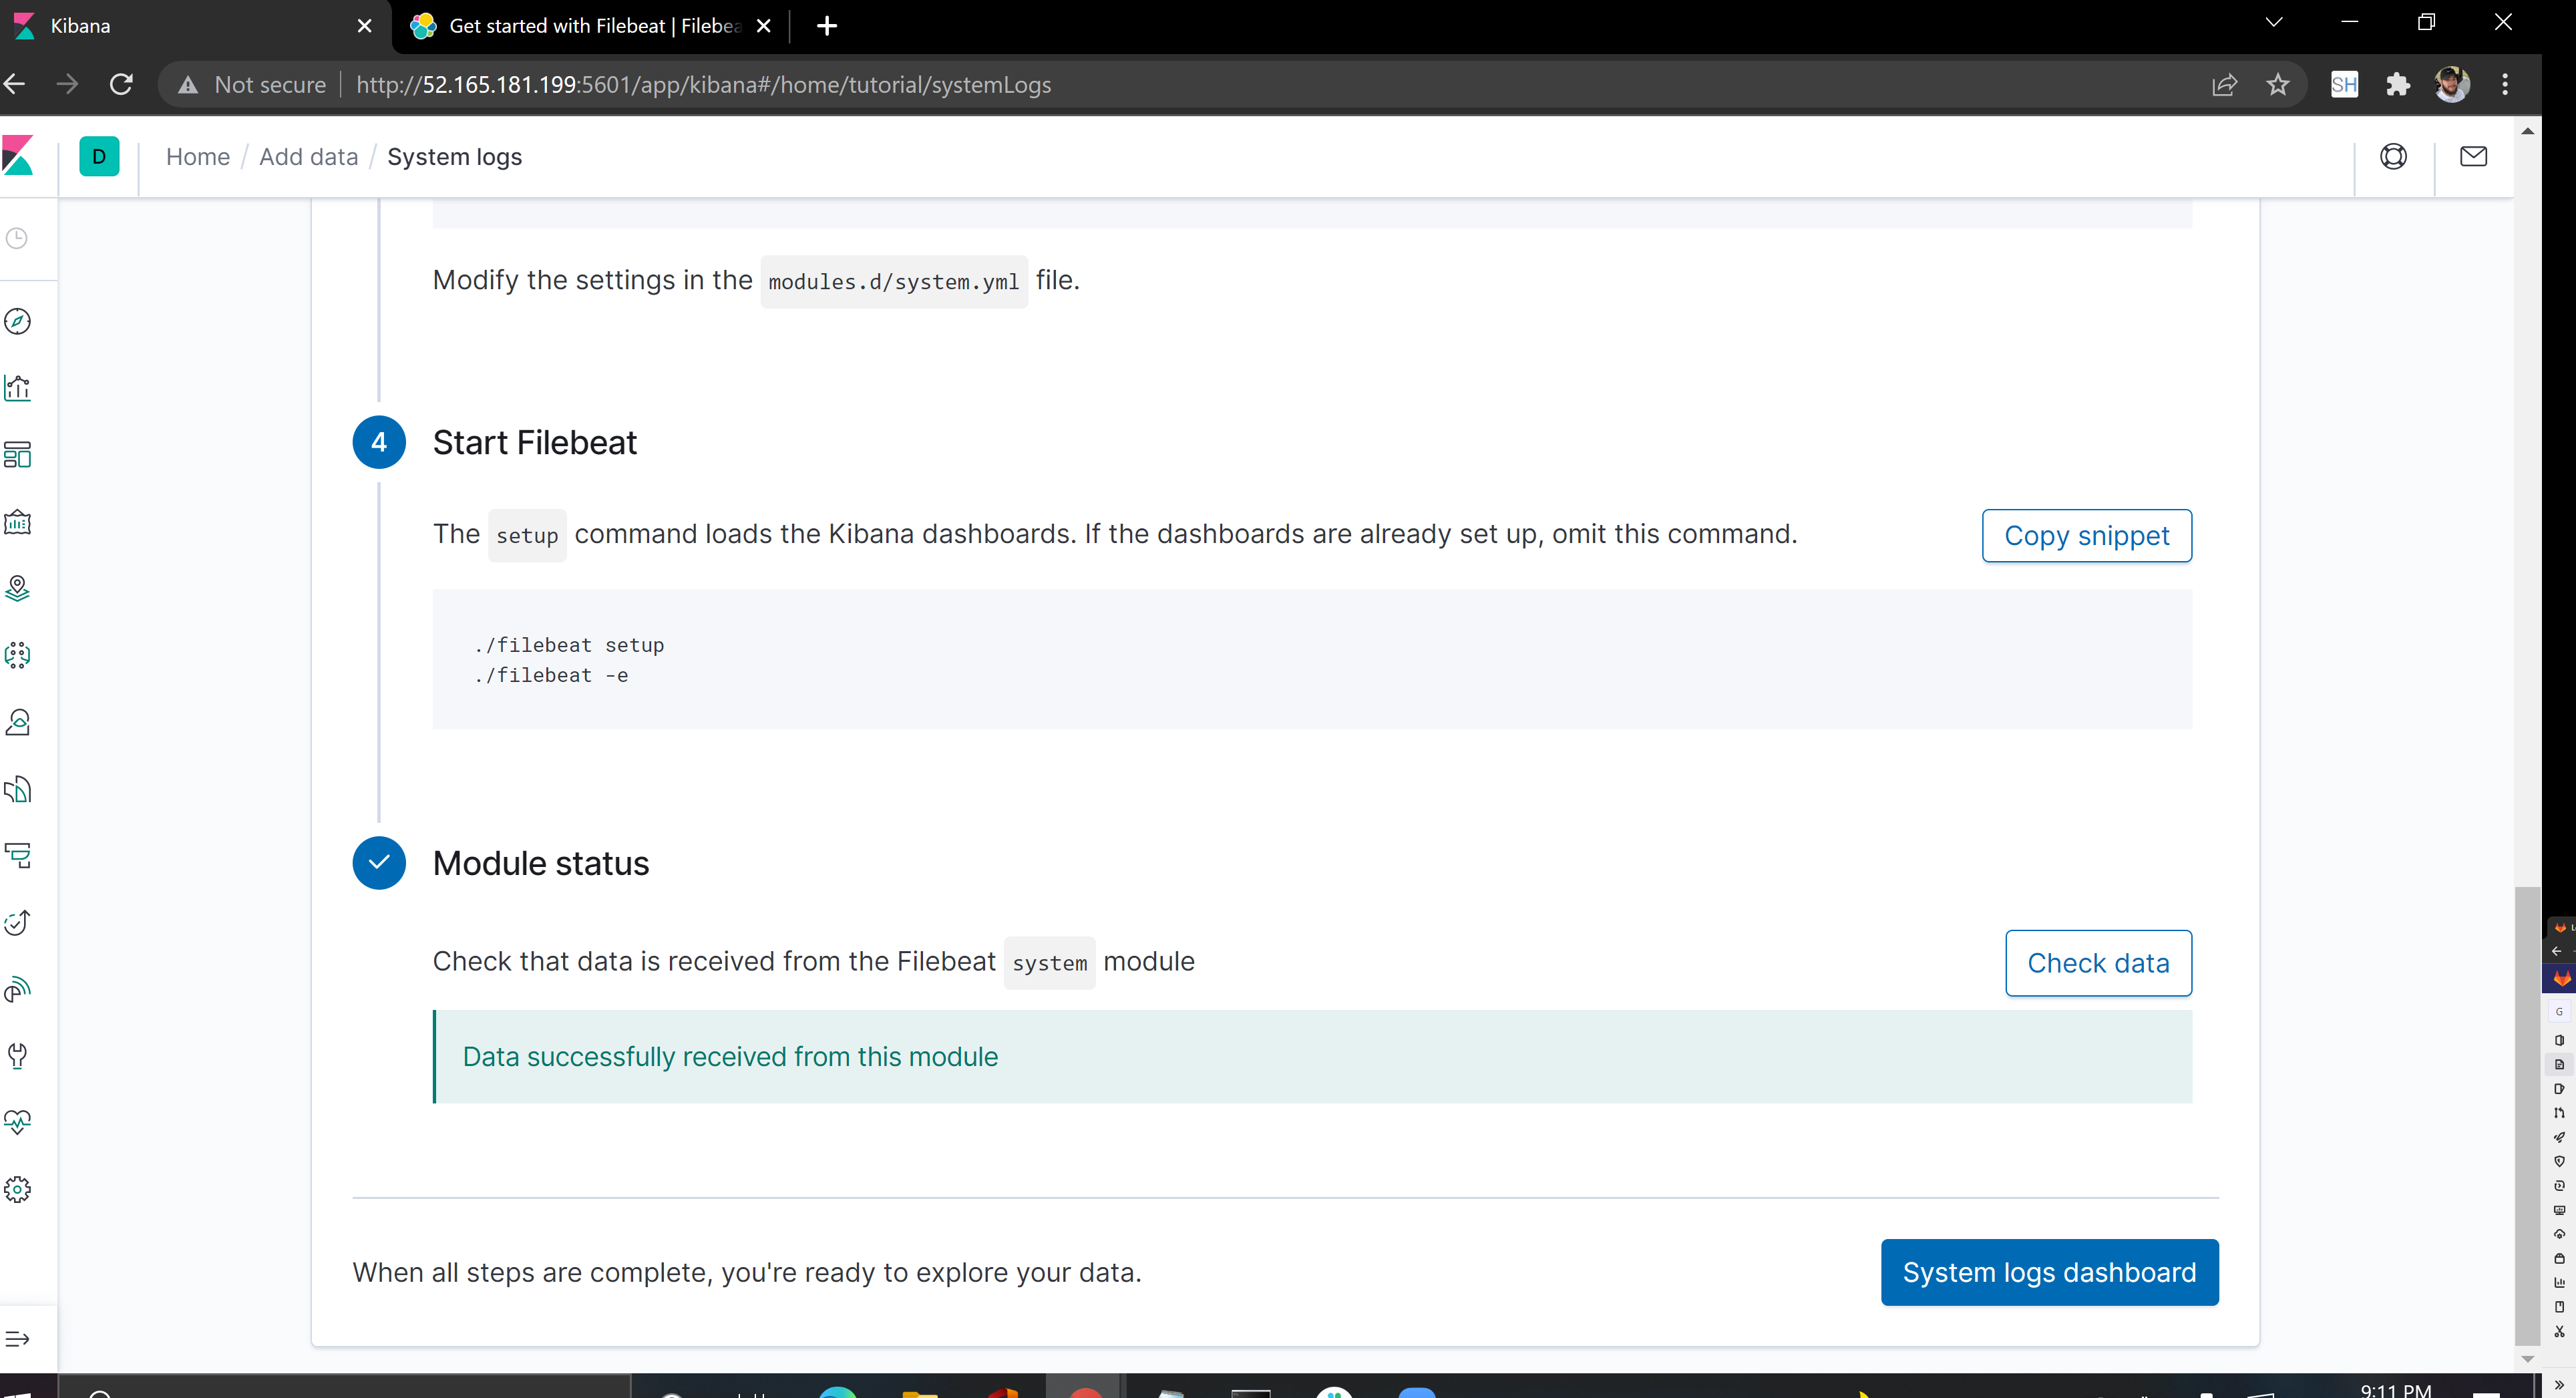 Kibana
Get started with Filebeat | Filebea
Not secure
http://52.165.181.199:5601/app/kibana#/home/tutorial/systemLogs
SH
D
Home / Add data / System logs
Modify the settings in the modules.d/system.yml file.
4
Start Filebeat
The setup command loads the Kibana dashboards. If the dashboards are already set up, omit this command.
Copy snippet
./filebeat setup
./filebeat -e
Module status
Check that data is received from the Filebeat system module
Check data
Data successfully received from this module
When all steps are complete, you're ready to explore your data.
System logs dashboard
G
9:11 PM